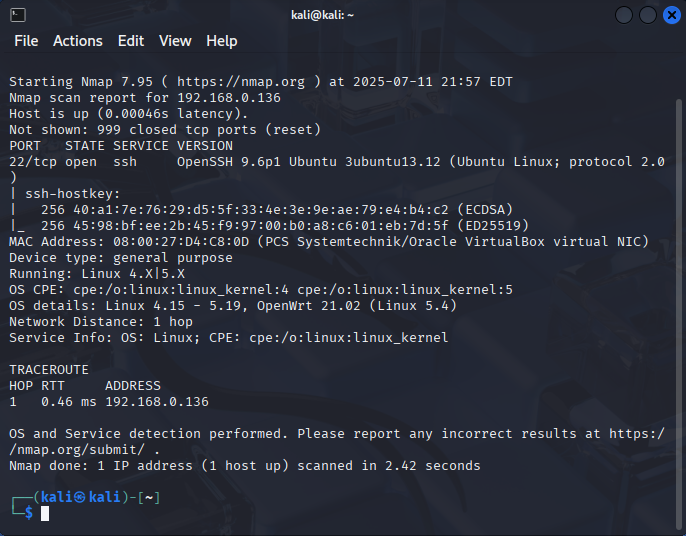 kali@kali: ~
File Actions Edit View Help
Starting Nmap 7.95 ( https://nmap.org ) at 2025-07-11 21:57 EDT
Nmap scan report for 192.168.0.136
Host is up (0.00046s latency).
Not shown: 999 closed tcp ports (reset)
PORT   STATE SERVICE VERSION
22/tcp open  ssh     OpenSSH 9.6p1 Ubuntu 3ubuntu13.12 (Ubuntu Linux; protocol 2.0
)
| ssh-hostkey:
|   256 40:a1:7e:76:29:d5:5f:33:4e:3e:9e:ae:79:e4:b4:c2 (ECDSA)
|_  256 45:98:bf:ee:2b:45:f9:97:00:b0:a8:c6:01:eb:7d:5f (ED25519)
MAC Address: 08:00:27:D4:C8:0D (PCS Systemtechnik/Oracle VirtualBox virtual NIC)
Device type: general purpose
Running: Linux 4.X|5.X
OS CPE: cpe:/o:linux:linux_kernel:4 cpe:/o:linux:linux_kernel:5
OS details: Linux 4.15 - 5.19, OpenWrt 21.02 (Linux 5.4)
Network Distance: 1 hop
Service Info: OS: Linux; CPE: cpe:/o:linux:linux_kernel
TRACEROUTE
HOP RTT     ADDRESS
1   0.46 ms 192.168.0.136
OS and Service detection performed. Please report any incorrect results at https:/
/nmap.org/submit/ .
Nmap done: 1 IP address (1 host up) scanned in 2.42 seconds
┌──(kali㉿kali)-[~]
└─$